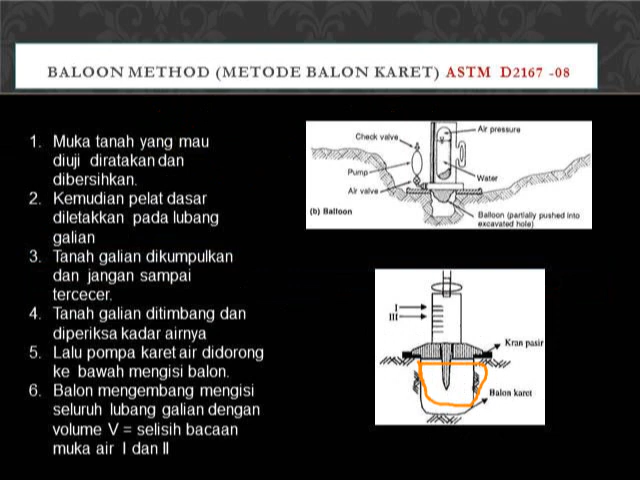 BALOON METHOD (METODE BALON KARET) ASTM D2167 -08
1. Muka tanah yang mau
diuji diratakan dan
dibersihkan.
2. Kemudian pelat dasar
diletakkan pada lubang
galian
3. Tanah galian dikumpulkan
dan jangan sampai
tercecer.
4. Tanah galian ditimbang dan
diperiksa kadar airnya
5. Lalu pompa karet air didorong
ke bawah mengisi balon.
6. Balon mengembang mengisi
seluruh lubang galian dengan
volume V = selisih bacaan
muka air I dan II
Check valve
Air pressure
Pump
Water
Air valve
(b) Balloon
Balloon (partially pushed into
excavated hole)
I
III
Kran pasir
Balon karet